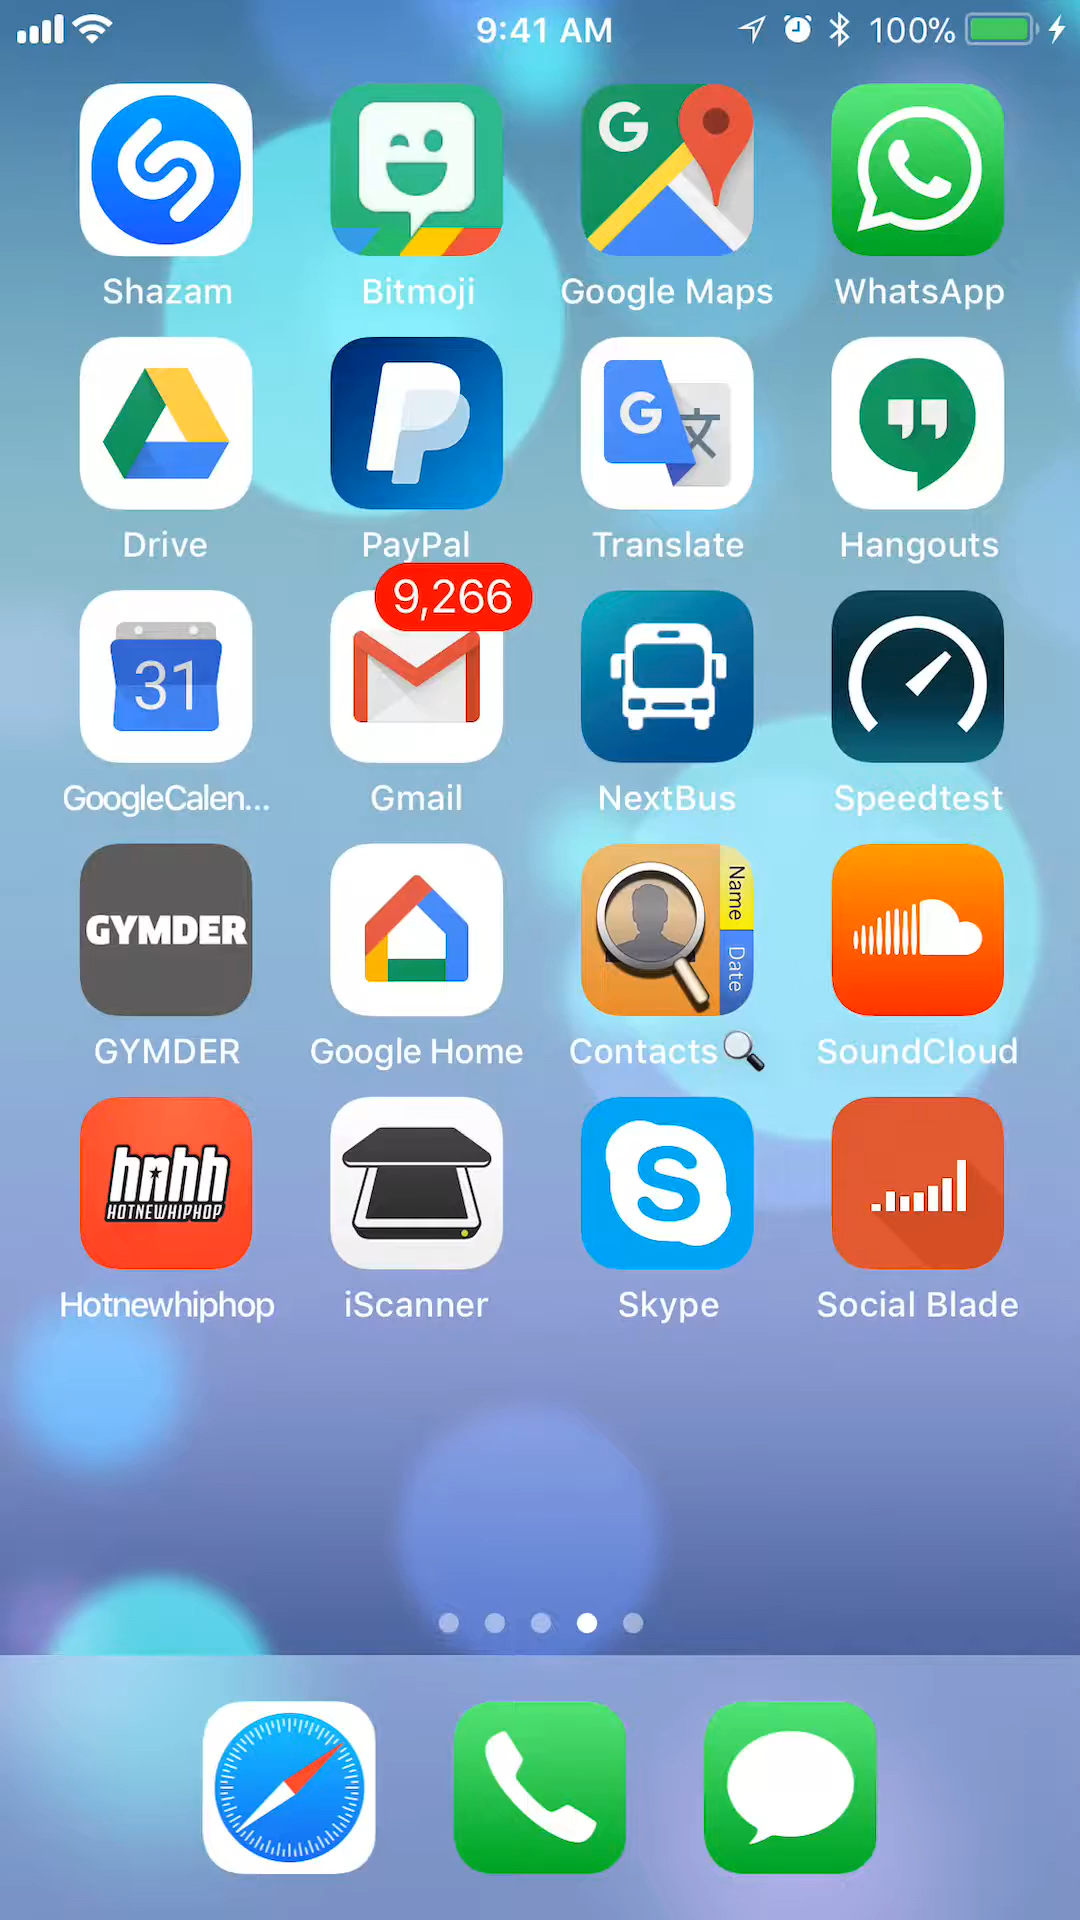 9:41 AM 100%
Shazam Bitmoji Google Maps WhatsApp
Drive PayPal Translate Hangouts
9,266
31
GoogleCalen... Gmail NextBus Speedtest
GYMDER
Name
Date
GYMDER Google Home Contacts🔍 SoundCloud
hnhh
HOTNEWHIPHOP
Hotnewhiphop iScanner Skype Social Blade